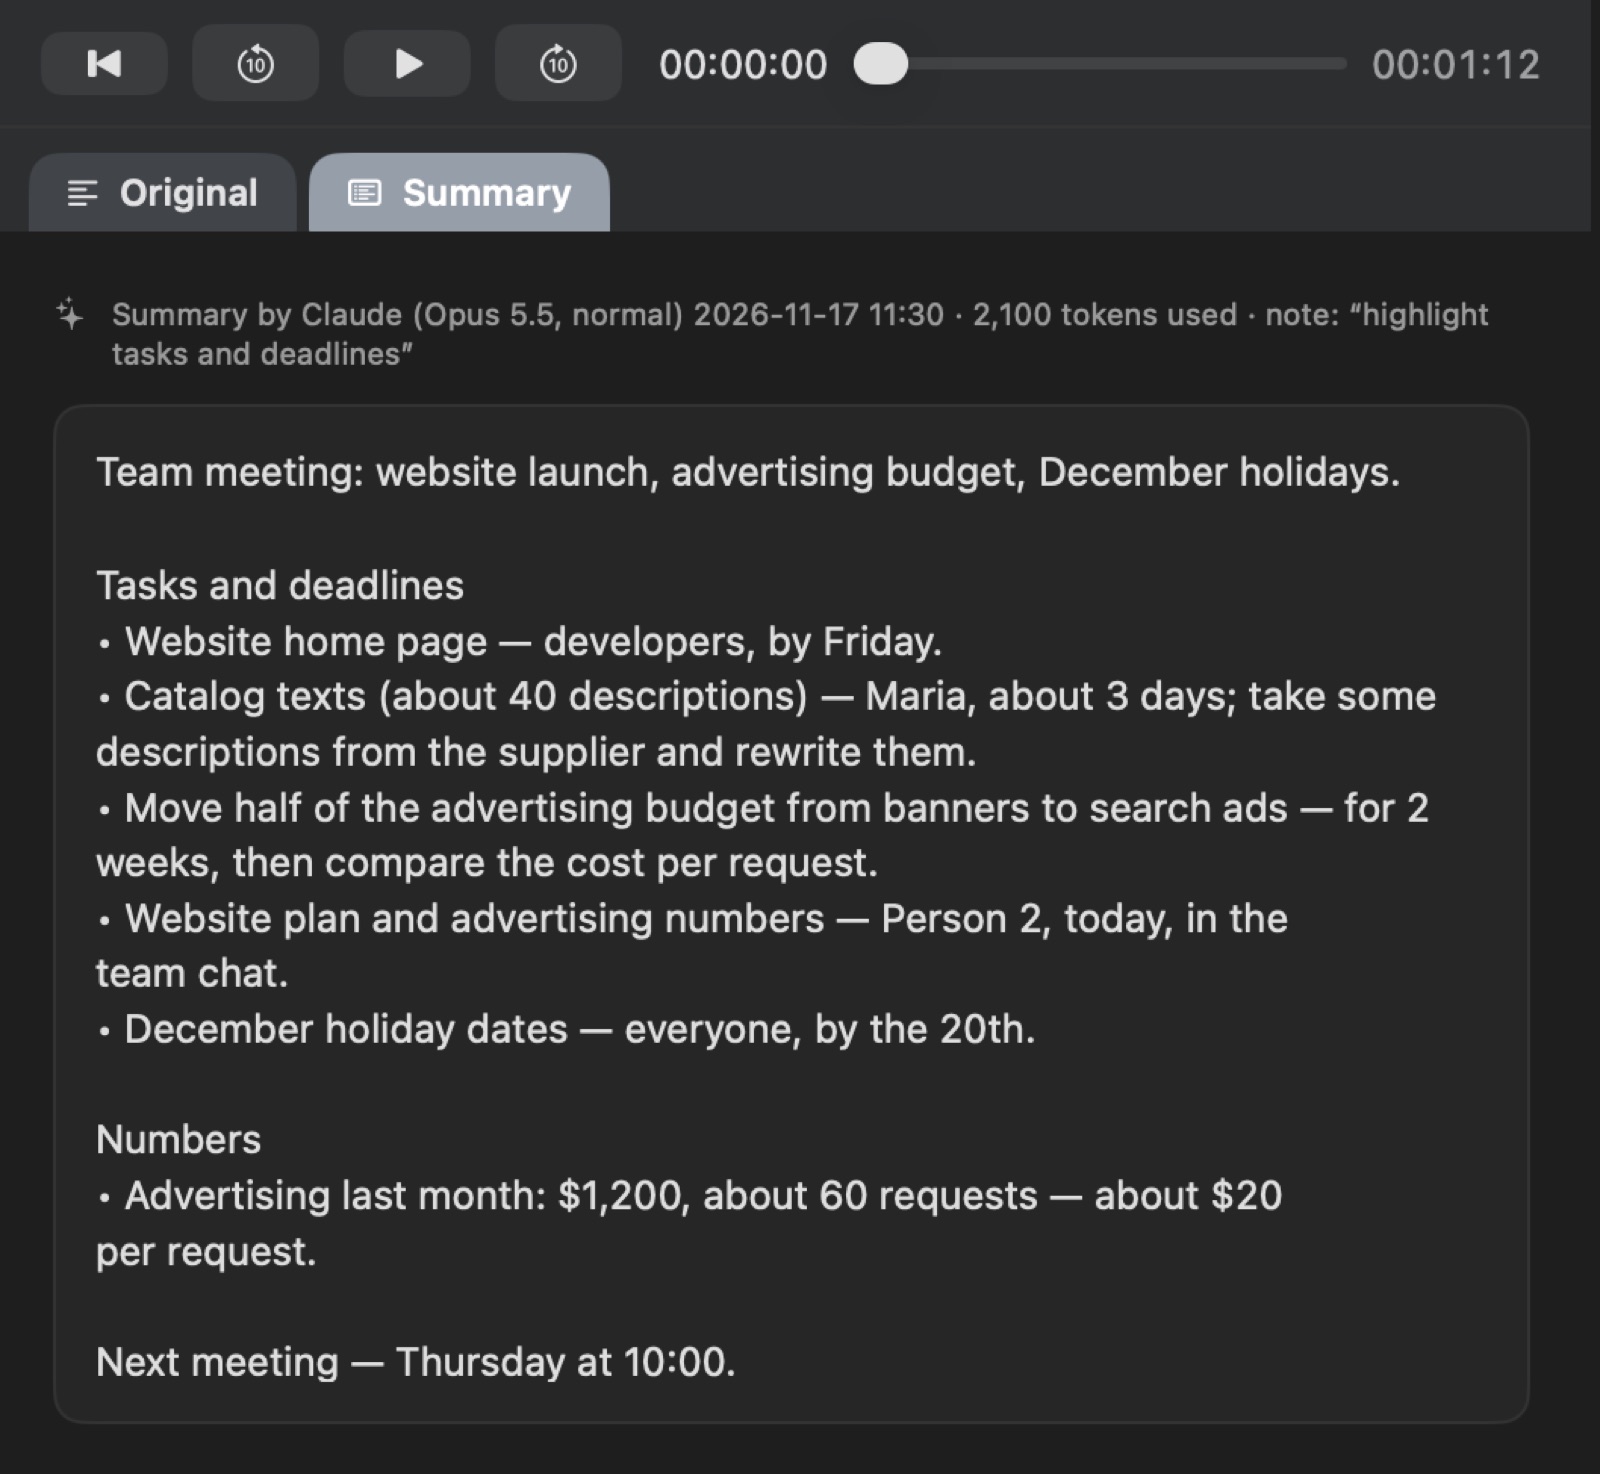 10
10
00:00:00
00:01:12
Original
Summary
Summary by Claude (Opus 5.5, normal) 2026-11-17 11:30 · 2,100 tokens used · note: “highlight
tasks and deadlines”
Team meeting: website launch, advertising budget, December holidays.
Tasks and deadlines
• Website home page — developers, by Friday.
• Catalog texts (about 40 descriptions) — Maria, about 3 days; take some
descriptions from the supplier and rewrite them.
• Move half of the advertising budget from banners to search ads — for 2
weeks, then compare the cost per request.
• Website plan and advertising numbers — Person 2, today, in the
team chat.
• December holiday dates — everyone, by the 20th.
Numbers
• Advertising last month: $1,200, about 60 requests — about $20
per request.
Next meeting — Thursday at 10:00.